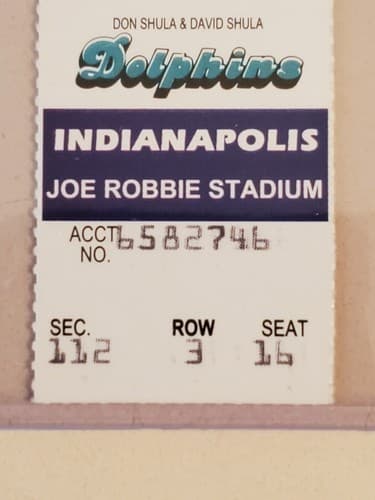 DON SHULA & DAVID SHULA
Dolphins
INDIANAPOLIS
JOE ROBBIE STADIUM
ACCT. 6582746
NO.
SEC. ROW SEAT
112 3 16